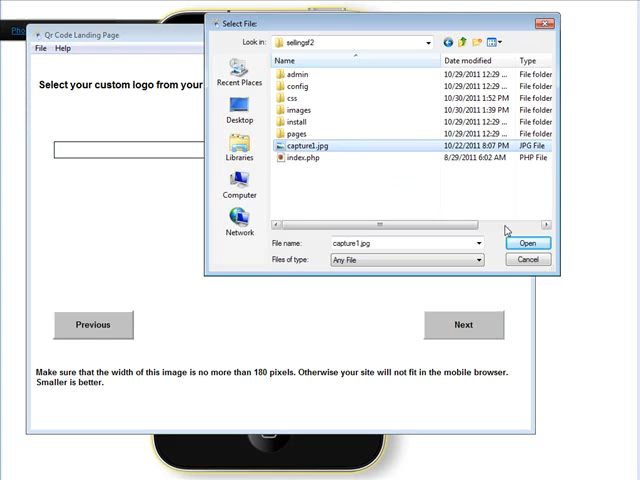 Pho
Qr Code Landing Page
File Help
Select your custom logo from your
Previous
Next
Make sure that the width of this image is no more than 180 pixels. Otherwise your site will not fit in the mobile browser.
Smaller is better.
Select File:
Look in: sellingsf2
Recent Places
Desktop
Libraries
Computer
Network
Name Date modified Type
admin 10/29/2011 12:29 ... File folder
config 10/29/2011 12:29 ... File folder
css 10/30/2011 1:52 PM File folder
images 10/30/2011 1:39 PM File folder
install 10/29/2011 12:29 ... File folder
pages 10/29/2011 12:29 ... File folder
capture1.jpg 10/22/2011 8:07 PM JPG File
index.php 8/29/2011 6:02 AM PHP File
File name: capture1.jpg Open
Files of type: Any File Cancel